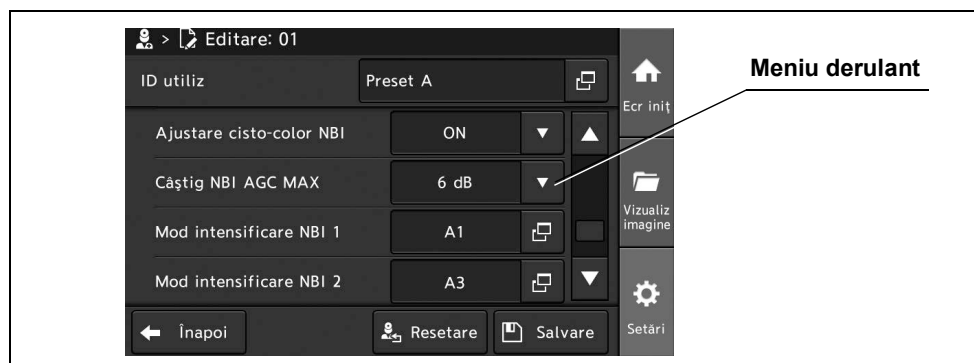 > Editare: 01
ID utiliz Preset A
Ecr iniț
Meniu derulant
Ajustare cisto-color NBI ON
Câștig NBI AGC MAX 6 dB
Vizualiz
imagine
Mod intensificare NBI 1 A1
Mod intensificare NBI 2 A3
Înapoi Resetare Salvare
Setări